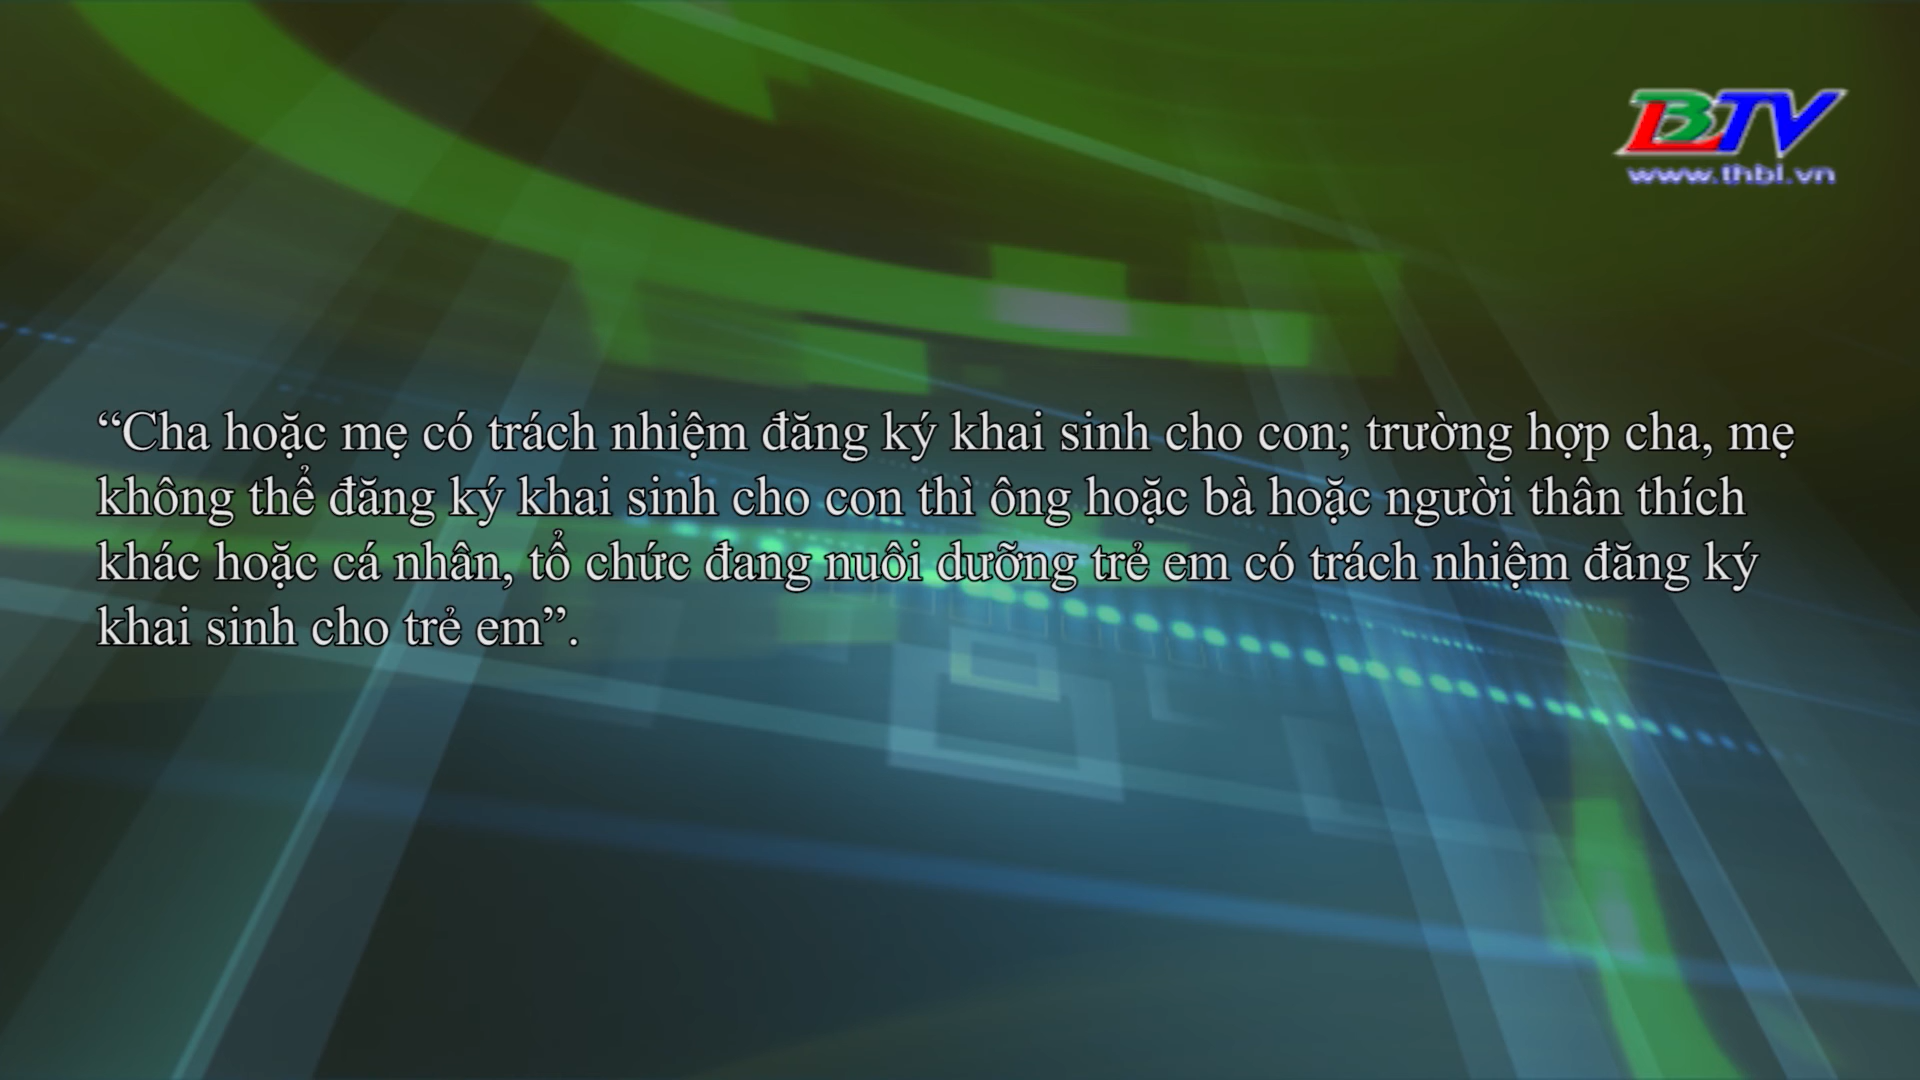 BTV
www.thbl.vn
“Cha hoặc mẹ có trách nhiệm đăng ký khai sinh cho con; trường hợp cha, mẹ
không thể đăng ký khai sinh cho con thì ông hoặc bà hoặc người thân thích
khác hoặc cá nhân, tổ chức đang nuôi dưỡng trẻ em có trách nhiệm đăng ký
khai sinh cho trẻ em”.